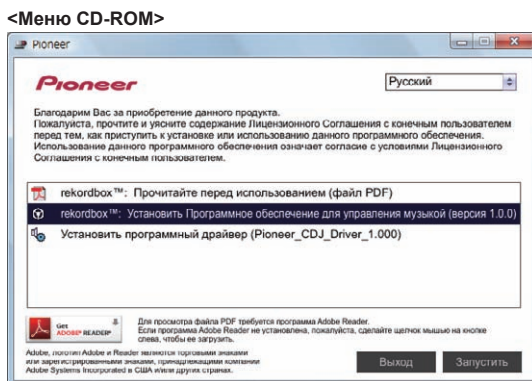 <Меню CD-ROM>
Pioneer
Pioneer
Русский
Благодарим Вас за приобретение данного продукта.
Пожалуйста, прочтите и уясните содержание Лицензионного Соглашения с конечным пользователем
перед тем, как приступить к установке или использованию данного программного обеспечения.
Использование данного программного обеспечения означает согласие с условиями Лицензионного
Соглашения с конечным пользователем.
rekordbox™: Прочитайте перед использованием (файл PDF)
rekordbox™: Установить Программное обеспечение для управления музыкой (версия 1.0.0)
Установить программный драйвер (Pioneer_CDJ_Driver_1.000)
Get
ADOBE® READER®
Для просмотра файла PDF требуется программа Adobe Reader.
Если программа Adobe Reader не установлена, пожалуйста, сделайте щелчок мышью на кнопке
слева, чтобы ее загрузить.
Adobe, логотип Adobe и Reader являются торговыми знаками
или зарегистрированными знаками, принадлежащими компании
Adobe Systems Incorporated в США и/или других странах.
Выход
Запустить